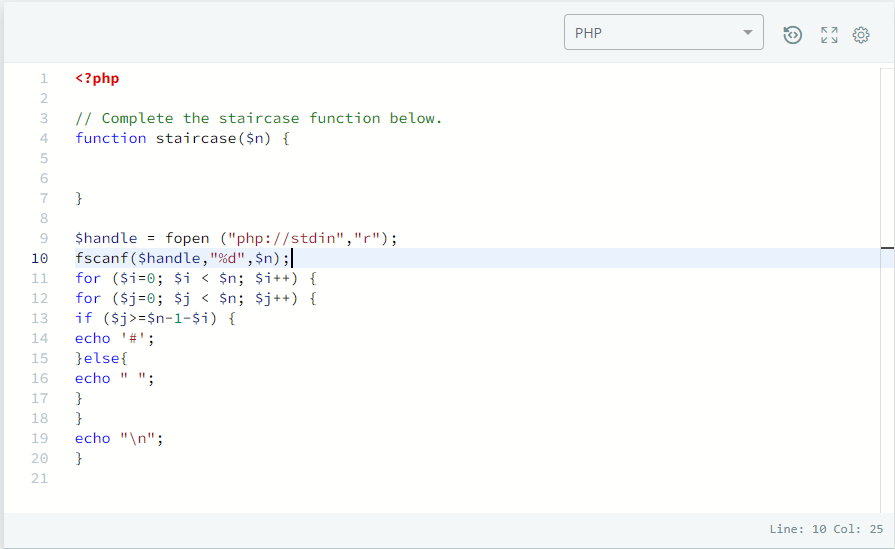 PHP
1 <?php
2
3 // Complete the staircase function below.
4 function staircase($n) {
5
6
7 }
8
9 $handle = fopen ("php://stdin","r");
10 fscanf($handle,"%d",$n);
11 for ($i=0; $i < $n; $i++) {
12 for ($j=0; $j < $n; $j++) {
13 if ($j>=$n-1-$i) {
14 echo '#';
15 }else{
16 echo " ";
17 }
18 }
19 echo "\n";
20 }
21
Line: 10 Col: 25